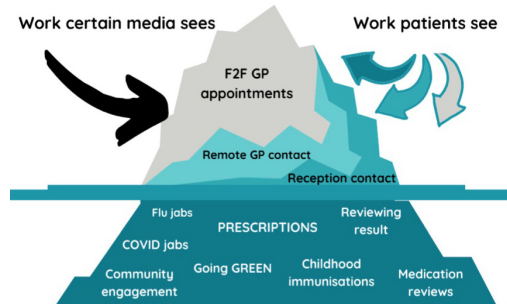 Work certain media sees
Work patients see
F2F GP
appointments
Remote GP contact
Reception contact
Flu jabs
PRESCRIPTIONS
Reviewing
result
COVID jabs
Community
engagement
Going GREEN
Childhood
immunisations
Medication
reviews